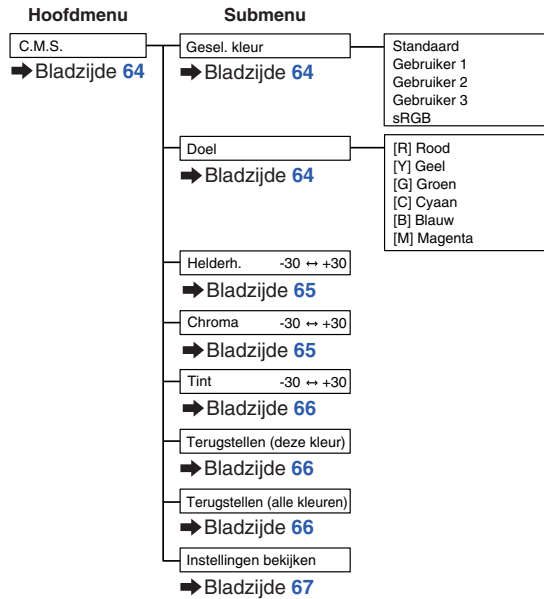 Hoofdmenu Submenu
C.M.S.
➡Bladzijde 64
Gesel. kleur
➡Bladzijde 64
Standaard
Gebruiker 1
Gebruiker 2
Gebruiker 3
sRGB
Doel
➡Bladzijde 64
[R] Rood
[Y] Geel
[G] Groen
[C] Cyaan
[B] Blauw
[M] Magenta
Helderh. -30 ↔ +30
➡Bladzijde 65
Chroma -30 ↔ +30
➡Bladzijde 65
Tint -30 ↔ +30
➡Bladzijde 66
Terugstellen (deze kleur)
➡Bladzijde 66
Terugstellen (alle kleuren)
➡Bladzijde 66
Instellingen bekijken
➡Bladzijde 67